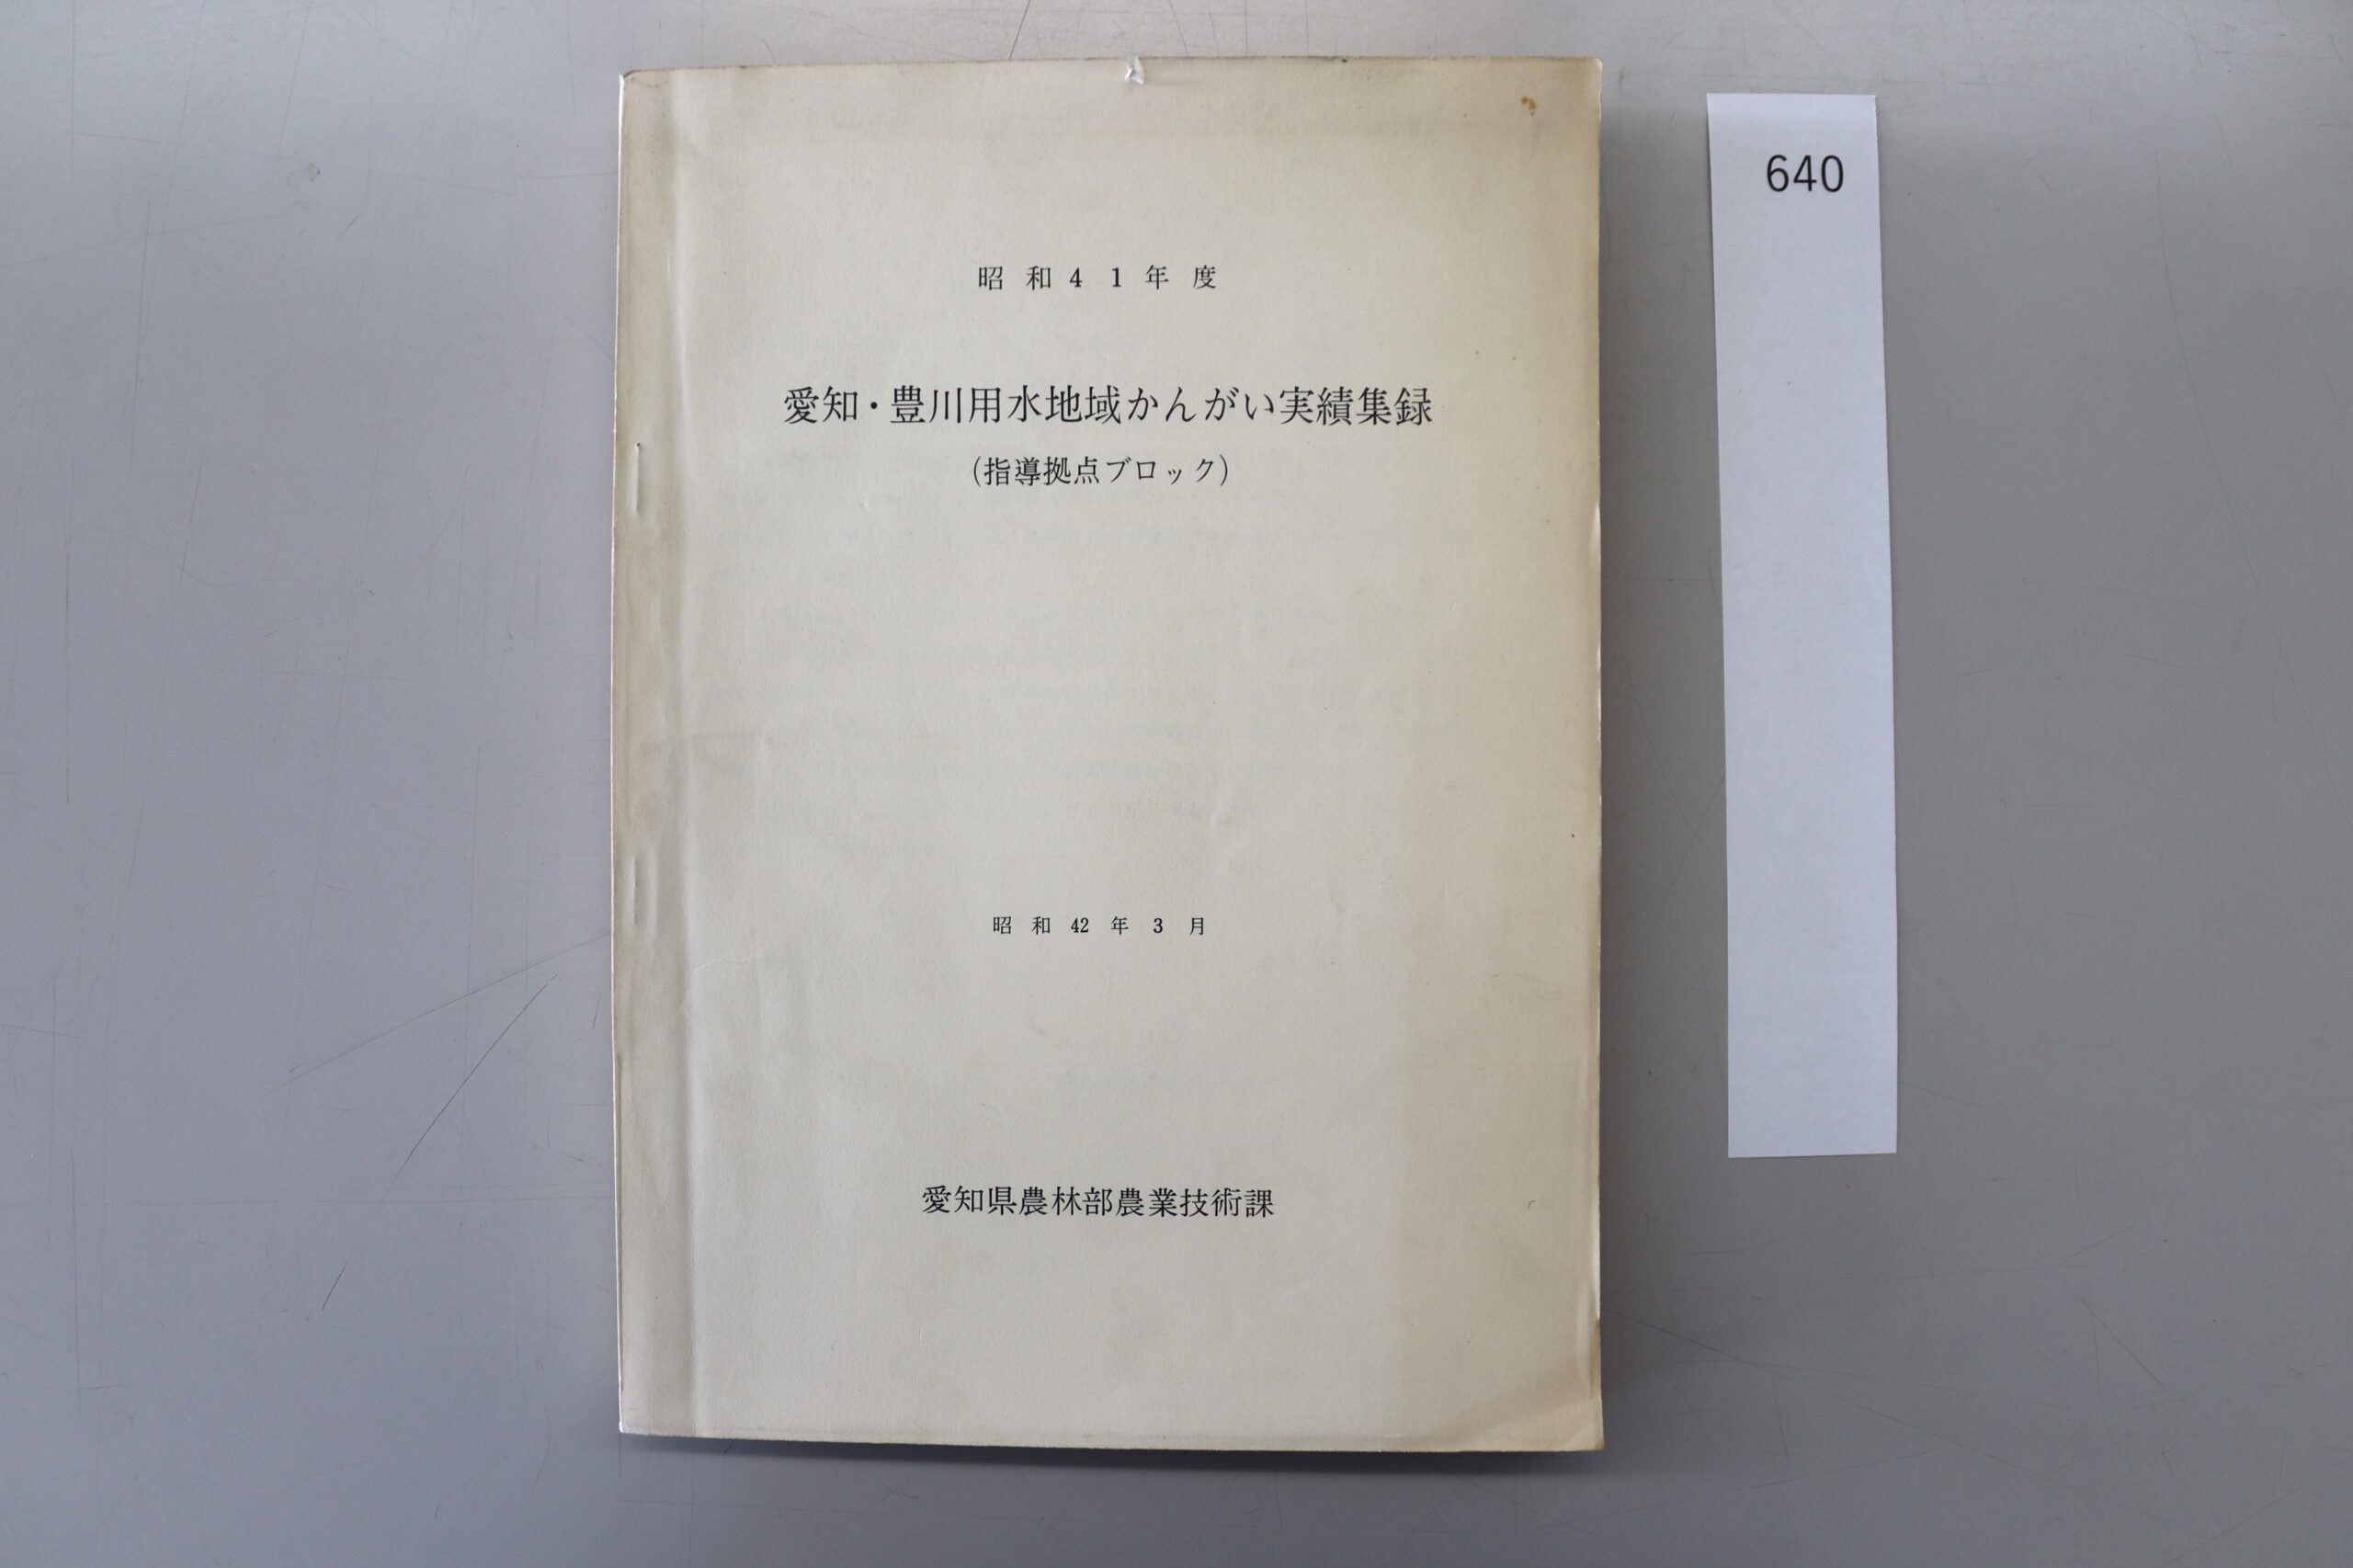 昭和41年度
愛知・豊川用水地域かんがい実績集録
(指導拠点ブロック)
昭和42年3月
愛知県農林部農業技術課
640